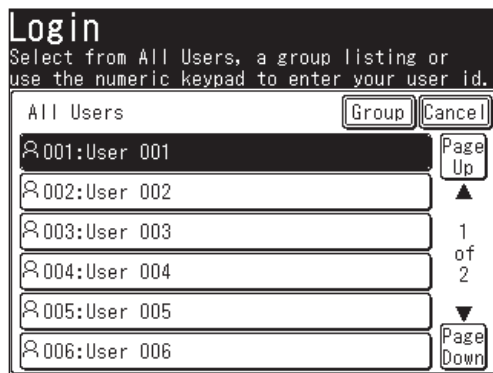 Login
Select from All Users, a group listing or
use the numeric keypad to enter your user id.
All Users
Group
Cancel
001:User 001
002:User 002
003:User 003
004:User 004
005:User 005
006:User 006
Page
Up
1
of
2
Page
Down